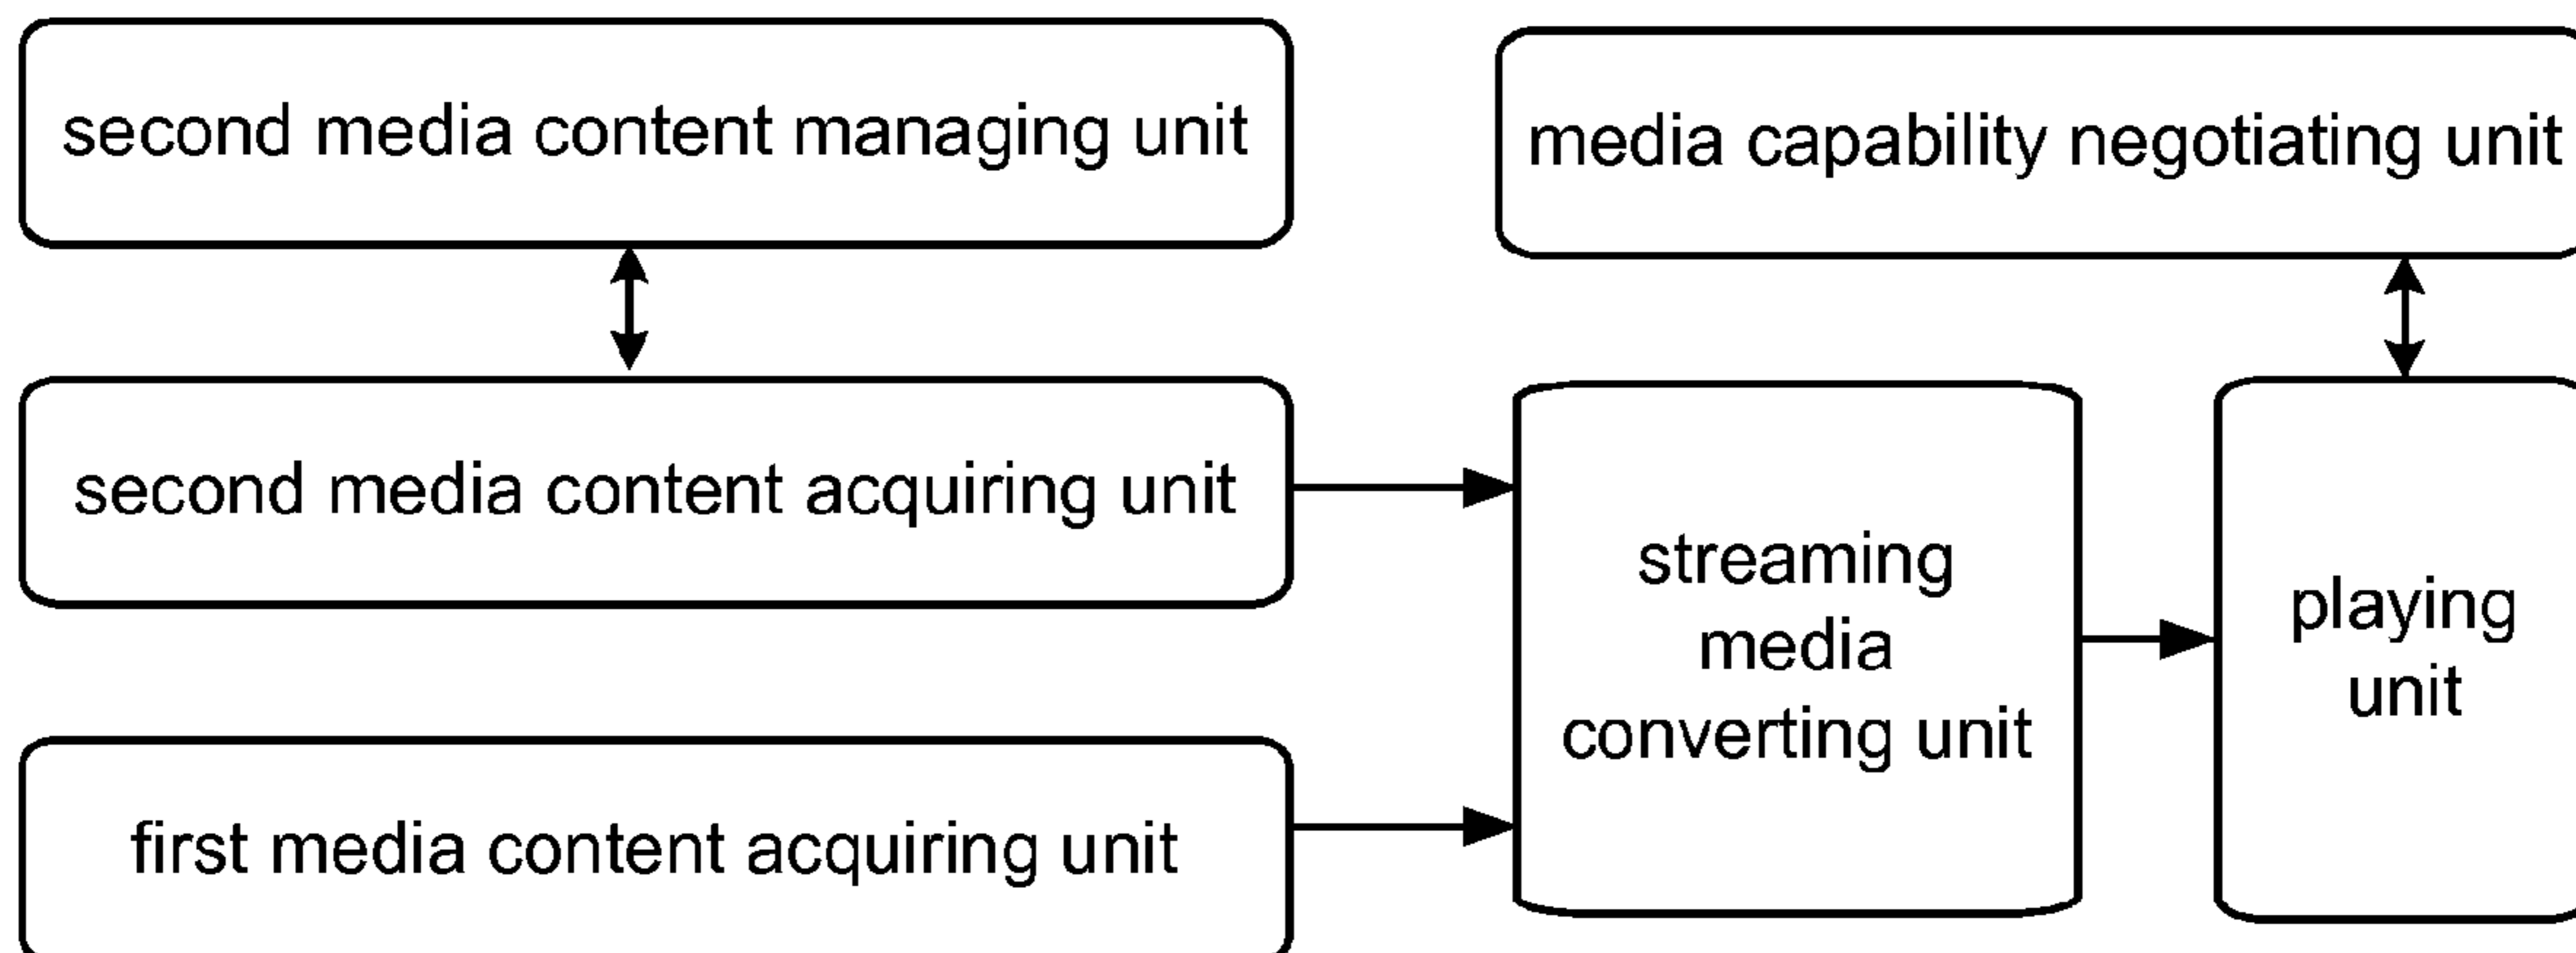 second media content managing unit
media capability negotiating unit
second media content acquiring unit
streaming
media
converting unit
playing
unit
first media content acquiring unit